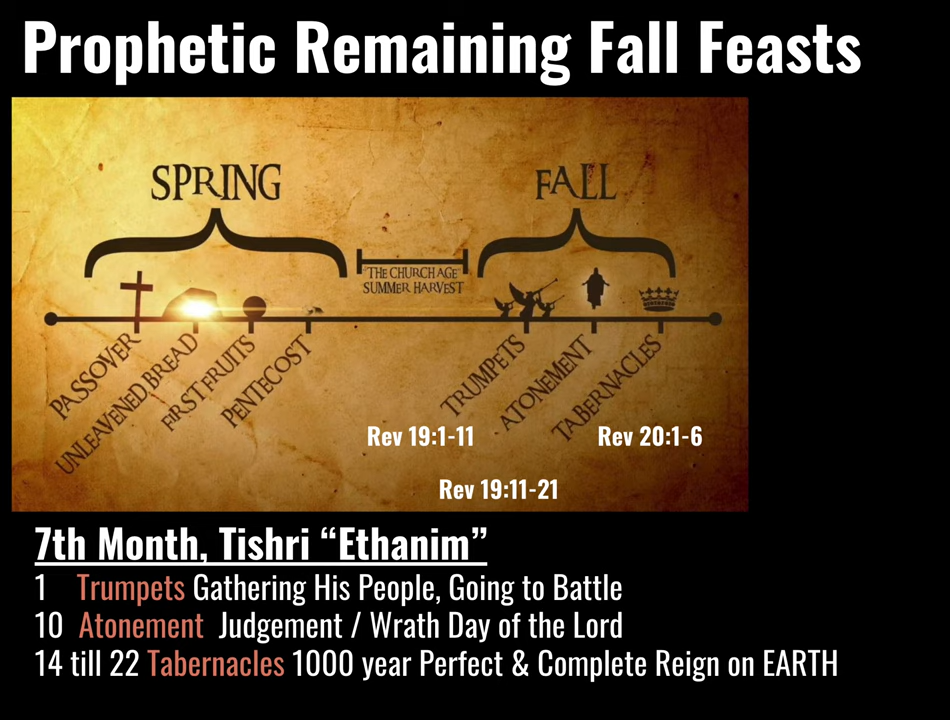 Prophetic Remaining Fall Feasts
SPRING
FALL
THE CHURCH AGE
SUMMER HARVEST
PASSOVER
UNLEAVENED BREAD
FIRST FRUITS
PENTECOST
TRUMPETS
ATONEMENT
TABERNACLES
Rev 19:1-11
Rev 20:1-6
Rev 19:11-21
7th Month, Tishri “Ethanim”
1 Trumpets Gathering His People, Going to Battle
10 Atonement Judgement / Wrath Day of the Lord
14 till 22 Tabernacles 1000 year Perfect & Complete Reign on EARTH